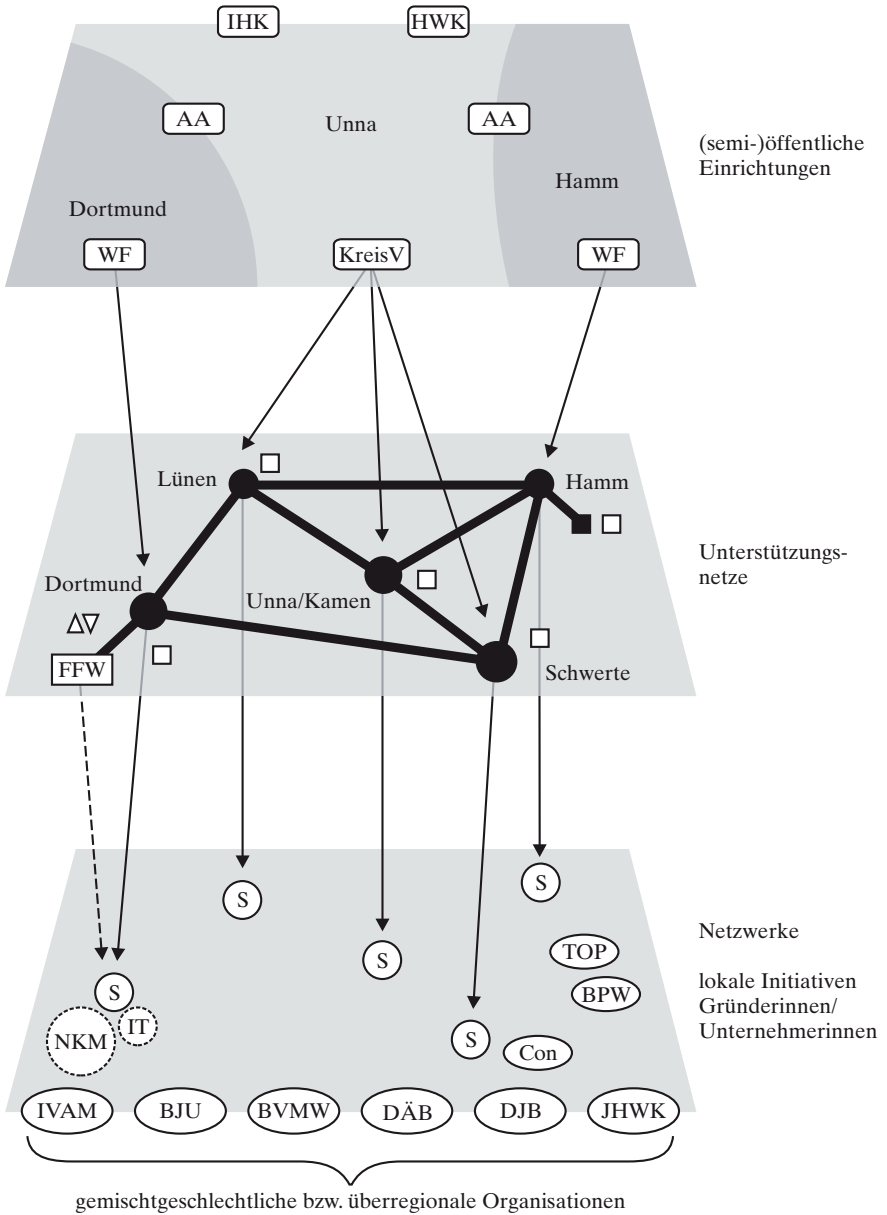 IHK
HWK
AA
Unna
AA
(semi-)öffentliche
Einrichtungen
Hamm
Dortmund
WF
KreisV
WF
Lünen
Hamm
Unterstützungs-
netze
Dortmund
Unna/Kamen
FFW
Schwerte
S
S
Netzwerke
TOP
S
lokale Initiativen
Gründerinnen/
Unternehmerinnen
BPW
S
IT
NKM
S
Con
IVAM
BJU
BVMW
DÄB
DJB
JHWK
gemischtgeschlechtliche bzw. überregionale Organisationen